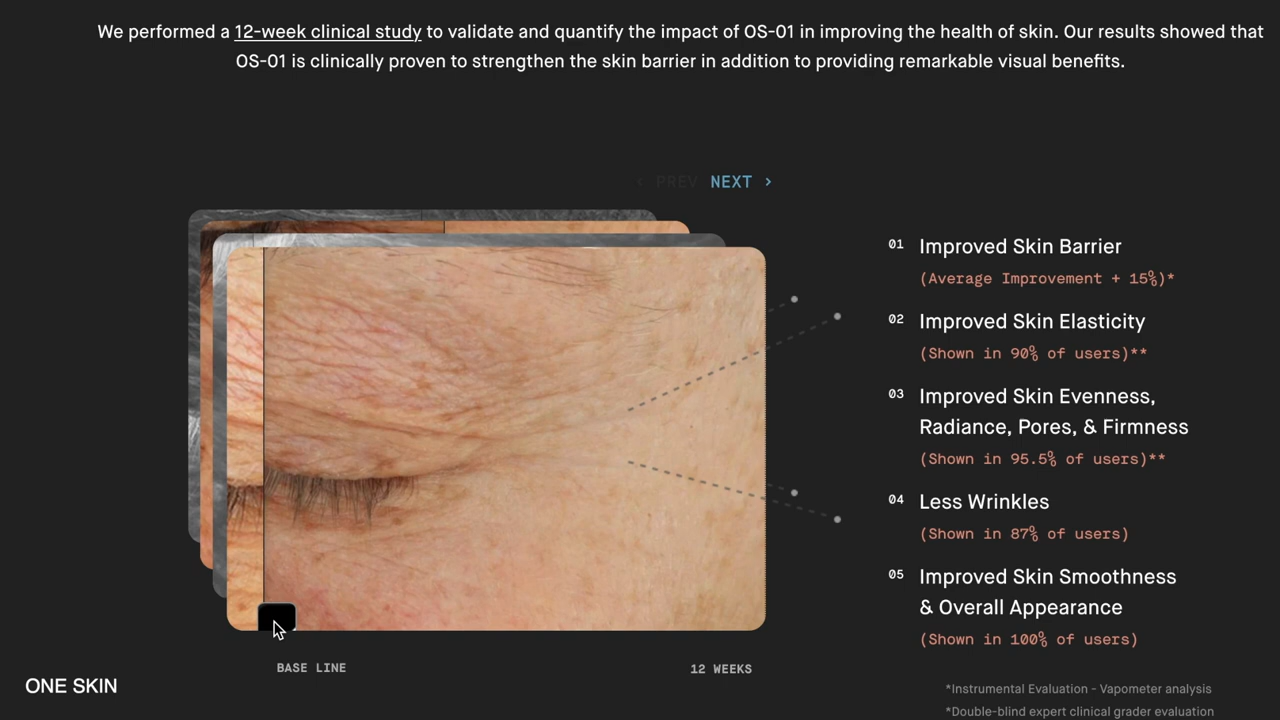 We performed a 12-week clinical study to validate and quantify the impact of OS-01 in improving the health of skin. Our results showed that
OS-01 is clinically proven to strengthen the skin barrier in addition to providing remarkable visual benefits.
‹ PREV NEXT ›
01 Improved Skin Barrier
(Average Improvement + 15%)*
02 Improved Skin Elasticity
(Shown in 90% of users)**
03 Improved Skin Evenness,
Radiance, Pores, & Firmness
(Shown in 95.5% of users)**
04 Less Wrinkles
(Shown in 87% of users)
05 Improved Skin Smoothness
& Overall Appearance
(Shown in 100% of users)
BASE LINE
12 WEEKS
ONE SKIN
*Instrumental Evaluation - Vapometer analysis
*Double-blind expert clinical grader evaluation